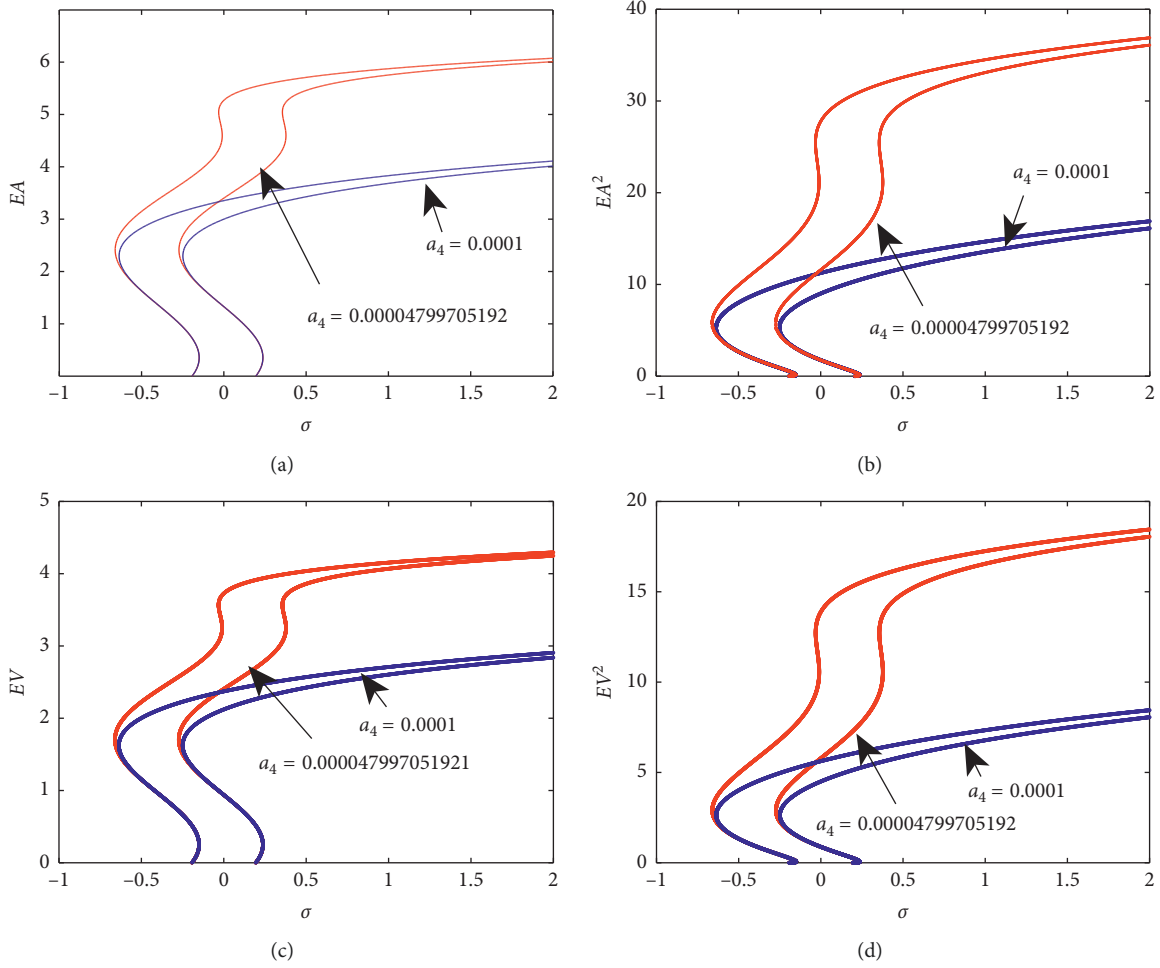 6
5
4
3
2
1
EA
a₄ = 0.0001
a₄ = 0.00004799705192
−1 −0.5 0 0.5 1 1.5 2
σ
(a)
40
30
20
10
0
EA²
a₄ = 0.0001
a₄ = 0.00004799705192
−1 −0.5 0 0.5 1 1.5 2
σ
(b)
5
4
3
2
1
0
EV
a₄ = 0.0001
a₄ = 0.000047997051921
−1 −0.5 0 0.5 1 1.5 2
σ
(c)
20
15
10
5
0
EV²
a₄ = 0.0001
a₄ = 0.00004799705192
−1 −0.5 0 0.5 1 1.5 2
σ
(d)